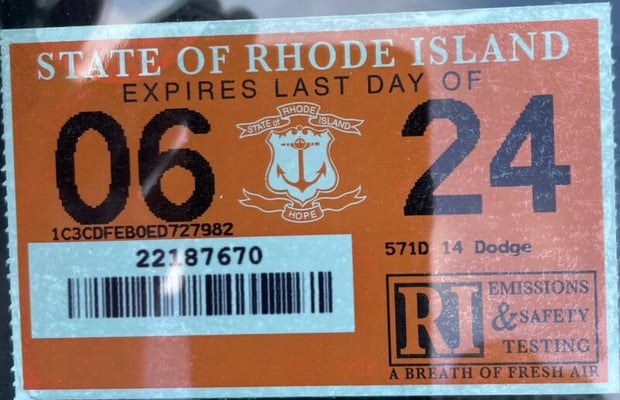 STATE OF RHODE ISLAND
EXPIRES LAST DAY OF
06
24
RHODE
STATE of ISLAND
HOPE
1C3CDFEB0ED727982
22187670
571D 14 Dodge
RI
EMISSIONS
& SAFETY
TESTING
A BREATH OF FRESH AIR